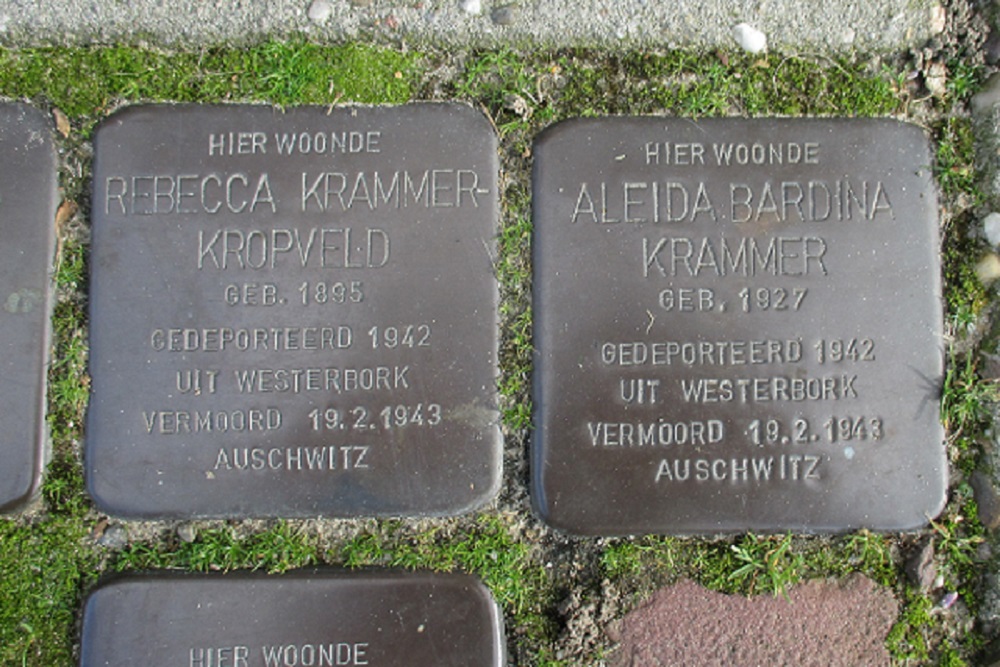 HIER WOONDE
REBECCA KRAMMER-
KROPVELD
GEB. 1895
GEDEPORTEERD 1942
UIT WESTERBORK
VERMOORD 19.2.1943
AUSCHWITZ
HIER WOONDE
ALEIDA BARDINA
KRAMMER
GEB. 1927
GEDEPORTEERD 1942
UIT WESTERBORK
VERMOORD 19.2.1943
AUSCHWITZ
HIER WOONDE